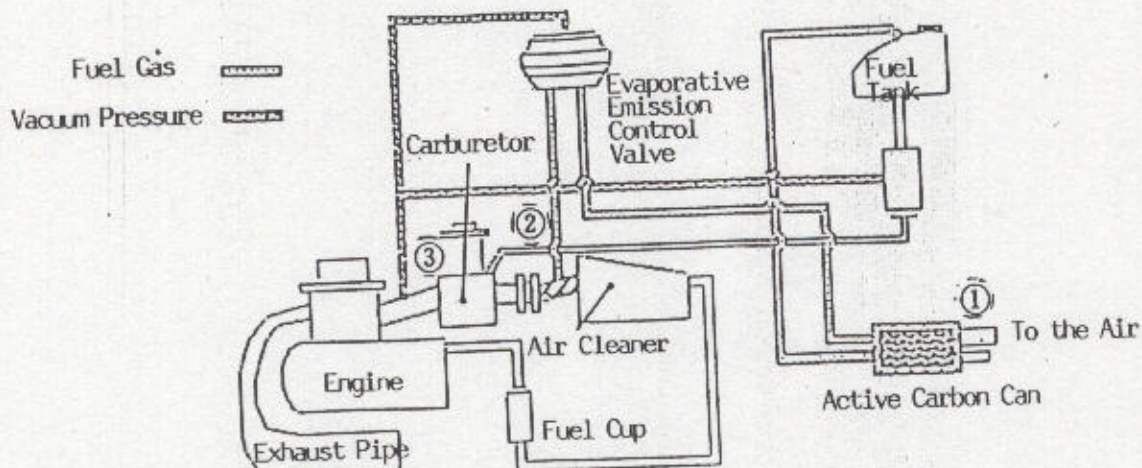 Fuel Gas
Vacuum Pressure
Carburetor
Evaporative
Emission
Control
Valve
Fuel
Tank
②
③
①
To the Air
Air Cleaner
Engine
Active Carbon Can
Fuel Cup
Exhaust Pipe